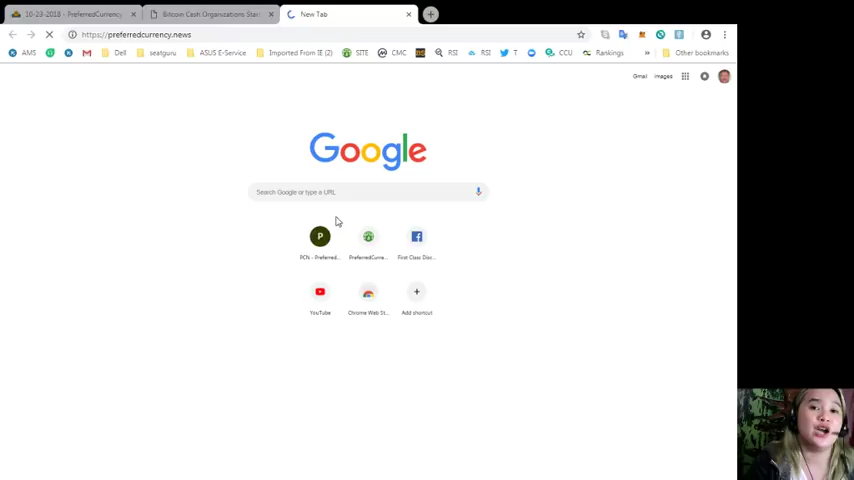 10-23-2018 - PreferredCurrency
Bitcoin Cash Organizations Star
New Tab
https://preferredcurrency.news
AMS
Dell
seatguru
ASUS E-Service
Imported From IE (2)
SITE
CMC
RSI
RSI
T
CCU
Rankings
»
Other bookmarks
Gmail
Images
Google
Search Google or type a URL
P
PCN - Preferred...
PreferredCurre...
First Class Doc...
YouTube
Chrome Web St...
Add shortcut